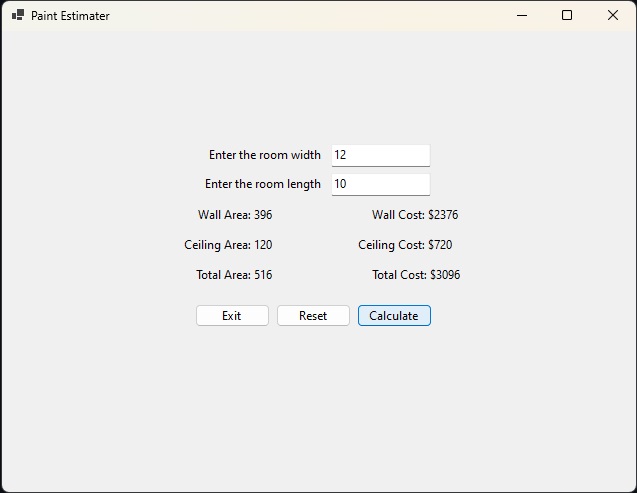 Paint Estimater
Enter the room width 12
Enter the room length 10
Wall Area: 396 Wall Cost: $2376
Ceiling Area: 120 Ceiling Cost: $720
Total Area: 516 Total Cost: $3096
Exit Reset Calculate